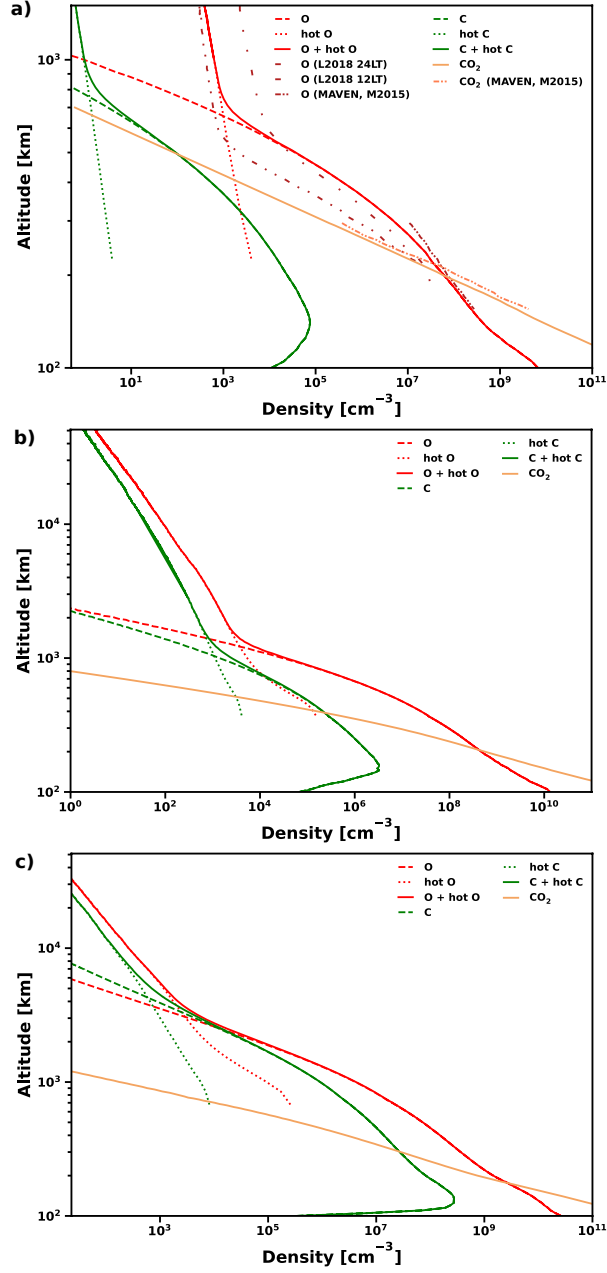 a)
O
hot O
O + hot O
O (L2018 24LT)
O (L2018 12LT)
O (MAVEN, M2015)
C
hot C
C + hot C
CO₂
CO₂ (MAVEN, M2015)
Altitude [km]
10³
10²
10¹ 10³ 10⁵ 10⁷ 10⁹ 10¹¹
Density [cm⁻³]
b)
O
hot O
O + hot O
C
hot C
C + hot C
CO₂
Altitude [km]
10⁴
10³
10²
10⁰ 10² 10⁴ 10⁶ 10⁸ 10¹⁰
Density [cm⁻³]
c)
O
hot O
O + hot O
C
hot C
C + hot C
CO₂
Altitude [km]
10⁴
10³
10²
10³ 10⁵ 10⁷ 10⁹ 10¹¹
Density [cm⁻³]